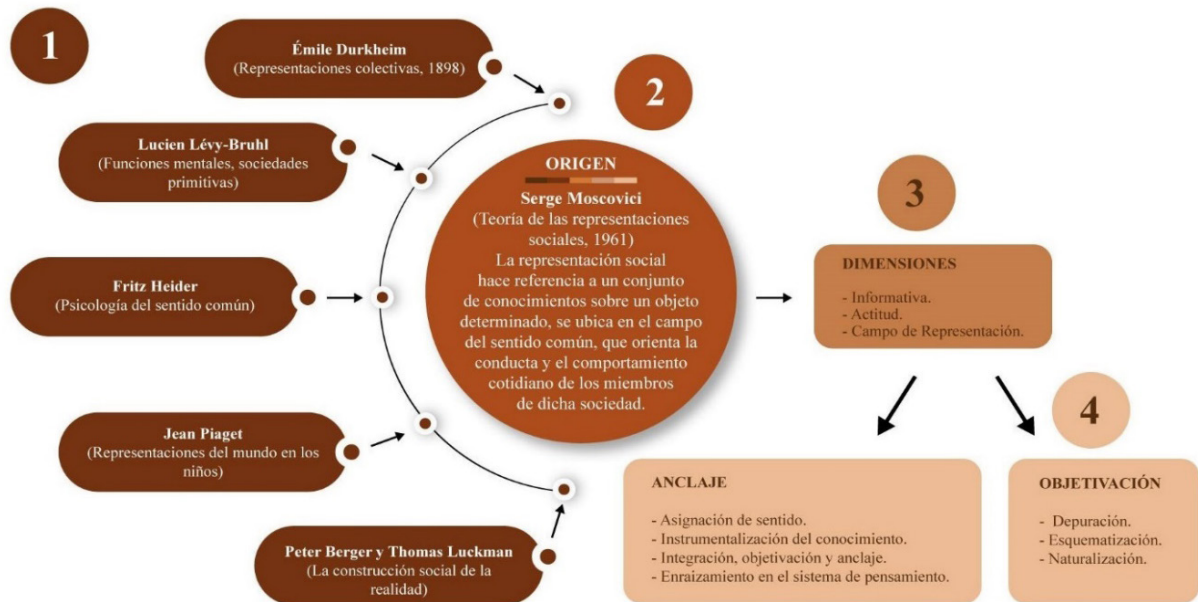 1
Émile Durkheim
(Representaciones colectivas, 1898)
Lucien Lévy-Bruhl
(Funciones mentales, sociedades
primitivas)
Fritz Heider
(Psicología del sentido común)
Jean Piaget
(Representaciones del mundo en los
niños)
Peter Berger y Thomas Luckman
(La construcción social de la
realidad)
2
ORIGEN
Serge Moscovici
(Teoría de las representaciones
sociales, 1961)
La representación social
hace referencia a un conjunto
de conocimientos sobre un objeto
determinado, se ubica en el campo
del sentido común, que orienta la
conducta y el comportamiento
cotidiano de los miembros
de dicha sociedad.
3
DIMENSIONES
- Informativa.
- Actitud.
- Campo de Representación.
4
ANCLAJE
- Asignación de sentido.
- Instrumentalización del conocimiento.
- Integración, objetivación y anclaje.
- Enraizamiento en el sistema de pensamiento.
OBJETIVACIÓN
- Depuración.
- Esquematización.
- Naturalización.